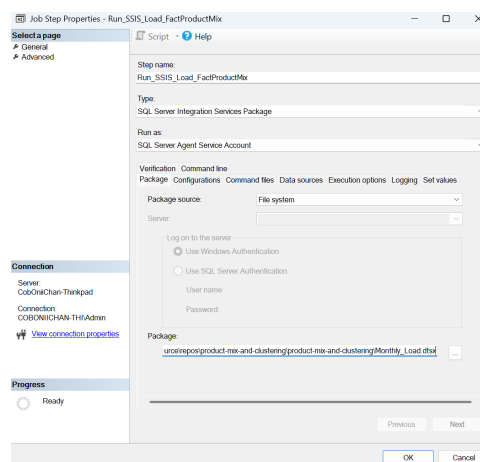 Job Step Properties - Run_SSIS_Load_FactProductMix
Select a page
General
Advanced
Script
Help
Step name:
Run_SSIS_Load_FactProductMix
Type:
SQL Server Integration Services Package
Run as:
SQL Server Agent Service Account
Verification Command line
Package Configurations Command files Data sources Execution options Logging Set values
Package source: File system
Server:
Log on to the server
Use Windows Authentication
Use SQL Server Authentication
User name
Password:
Package:
urce\repos\product-mix-and-clustering\product-mix-and-clustering\Monthly_Load.dtsx
...
Connection
Server:
CobOniiChan-Thinkpad
Connection:
COBONIICHAN-THI\Admin
View connection properties
Progress
Ready
Previous Next
OK Cancel